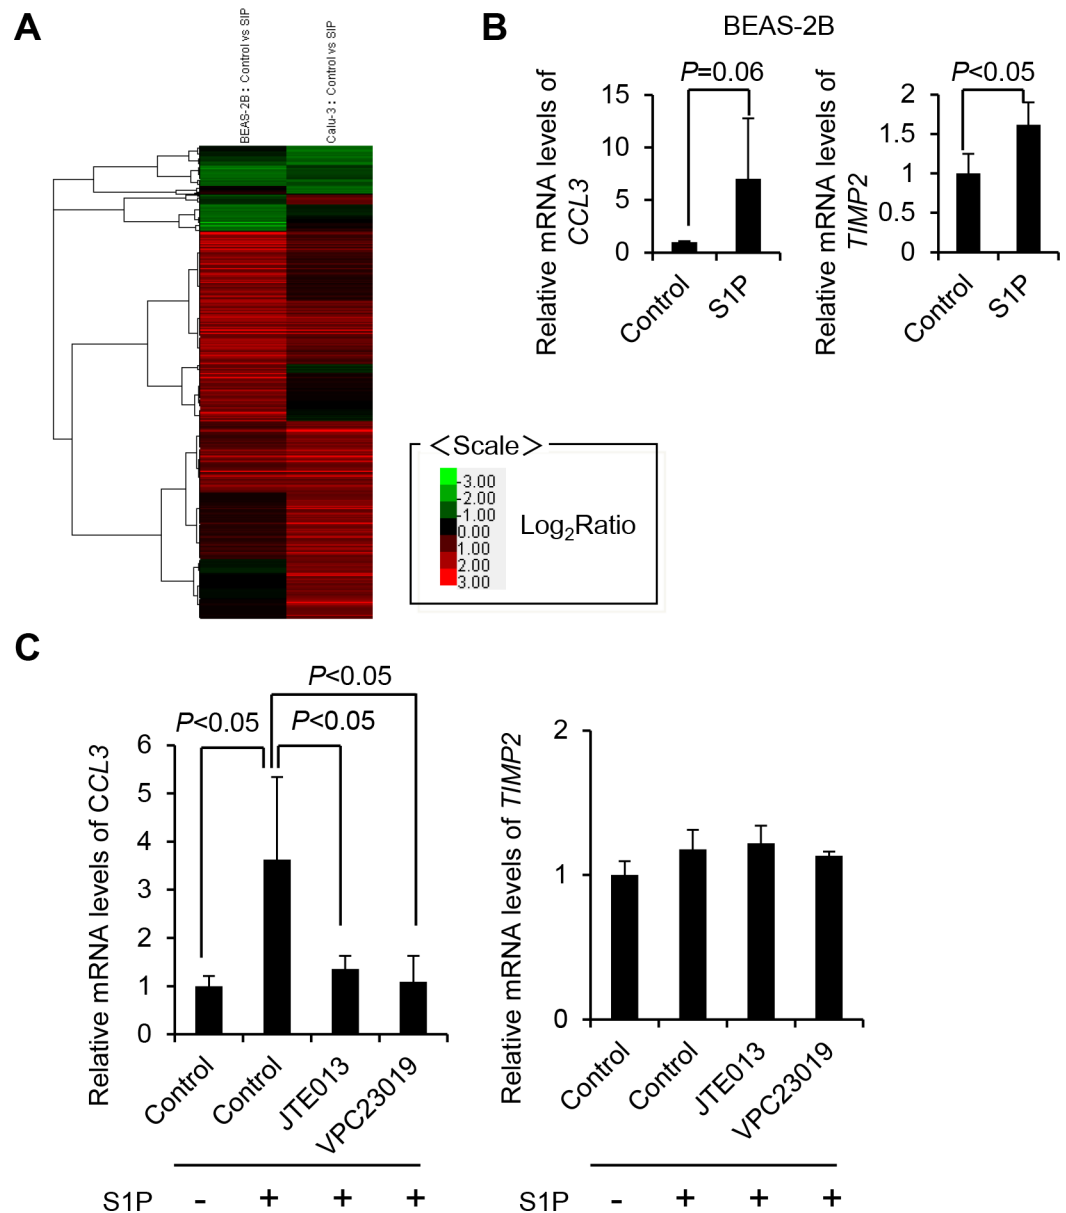 A
BEAS-2B : Control vs SIP
Calu-3 : Control vs SIP
B
BEAS-2B
Relative mRNA levels of
CCL3
15
10
5
0
P=0.06
Control
S1P
Relative mRNA levels of
TIMP2
2
1.5
1
0.5
0
P<0.05
Control
S1P
<Scale>
-3.00
-2.00
-1.00
0.00
1.00
2.00
3.00
Log2Ratio
C
Relative mRNA levels of CCL3
6
5
4
3
2
1
0
P<0.05
P<0.05
P<0.05
Control
Control
JTE013
VPC23019
S1P - + + +
Relative mRNA levels of TIMP2
2
1
0
Control
Control
JTE013
VPC23019
S1P - + + +